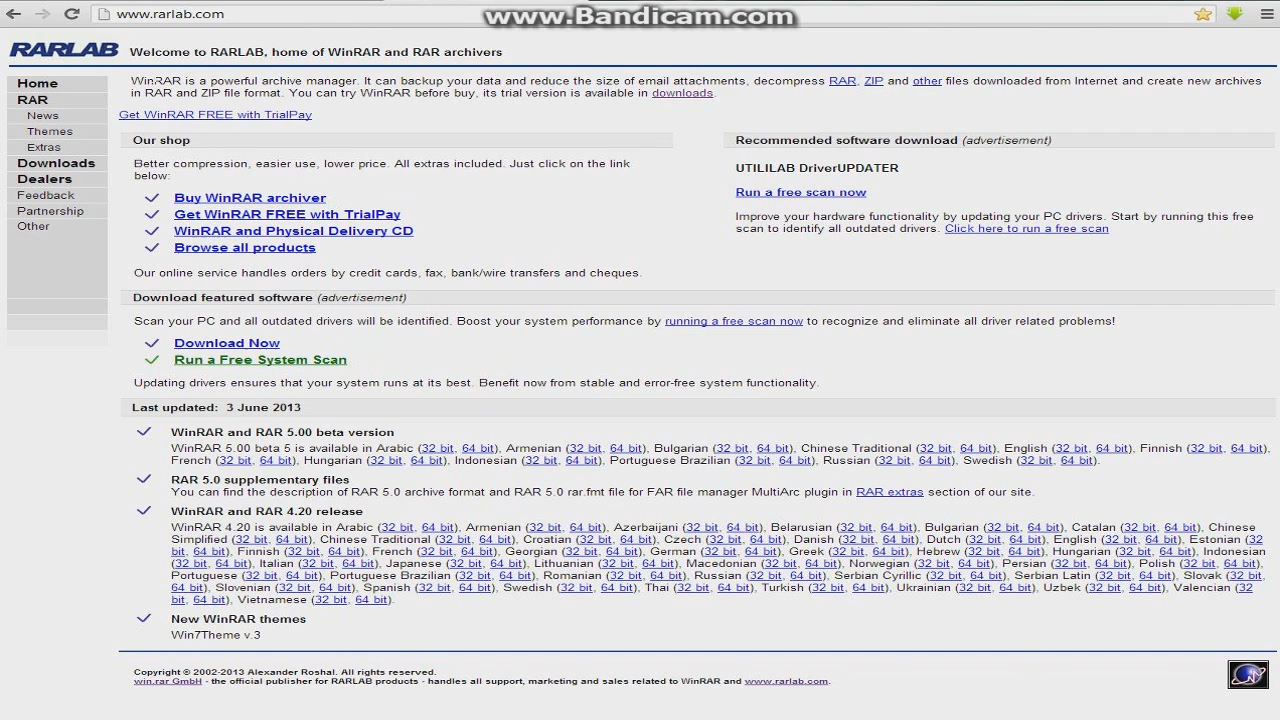 www.rarlab.com
www.Bandicam.com
RARLAB
Welcome to RARLAB, home of WinRAR and RAR archivers
Home
RAR
News
Themes
Extras
Downloads
Dealers
Feedback
Partnership
Other
WinRAR is a powerful archive manager. It can backup your data and reduce the size of email attachments, decompress RAR, ZIP and other files downloaded from Internet and create new archives
in RAR and ZIP file format. You can try WinRAR before buy, its trial version is available in downloads.
Get WinRAR FREE with TrialPay
Our shop
Better compression, easier use, lower price. All extras included. Just click on the link
below:
Buy WinRAR archiver
Get WinRAR FREE with TrialPay
WinRAR and Physical Delivery CD
Browse all products
Our online service handles orders by credit cards, fax, bank/wire transfers and cheques.
Recommended software download (advertisement)
UTILILAB DriverUPDATER
Run a free scan now
Improve your hardware functionality by updating your PC drivers. Start by running this free
scan to identify all outdated drivers. Click here to run a free scan
Download featured software (advertisement)
Scan your PC and all outdated drivers will be identified. Boost your system performance by running a free scan now to recognize and eliminate all driver related problems!
Download Now
Run a Free System Scan
Updating drivers ensures that your system runs at its best. Benefit now from stable and error-free system functionality.
Last updated: 3 June 2013
WinRAR and RAR 5.00 beta version
WinRAR 5.00 beta 5 is available in Arabic (32 bit, 64 bit), Armenian (32 bit, 64 bit), Bulgarian (32 bit, 64 bit), Chinese Traditional (32 bit, 64 bit), English (32 bit, 64 bit), Finnish (32 bit, 64 bit),
French (32 bit, 64 bit), Hungarian (32 bit, 64 bit), Indonesian (32 bit, 64 bit), Portuguese Brazilian (32 bit, 64 bit), Russian (32 bit, 64 bit), Swedish (32 bit, 64 bit).
RAR 5.0 supplementary files
You can find the description of RAR 5.0 archive format and RAR 5.0 rar.fmt file for FAR file manager MultiArc plugin in RAR extras section of our site.
WinRAR and RAR 4.20 release
WinRAR 4.20 is available in Arabic (32 bit, 64 bit), Armenian (32 bit, 64 bit), Azerbaijani (32 bit, 64 bit), Belarusian (32 bit, 64 bit), Bulgarian (32 bit, 64 bit), Catalan (32 bit, 64 bit), Chinese
Simplified (32 bit, 64 bit), Chinese Traditional (32 bit, 64 bit), Croatian (32 bit, 64 bit), Czech (32 bit, 64 bit), Danish (32 bit, 64 bit), Dutch (32 bit, 64 bit), English (32 bit, 64 bit), Estonian (32
bit, 64 bit), Finnish (32 bit, 64 bit), French (32 bit, 64 bit), Georgian (32 bit, 64 bit), German (32 bit, 64 bit), Greek (32 bit, 64 bit), Hebrew (32 bit, 64 bit), Hungarian (32 bit, 64 bit), Indonesian
(32 bit, 64 bit), Italian (32 bit, 64 bit), Japanese (32 bit, 64 bit), Lithuanian (32 bit, 64 bit), Macedonian (32 bit, 64 bit), Norwegian (32 bit, 64 bit), Persian (32 bit, 64 bit), Polish (32 bit, 64 bit),
Portuguese (32 bit, 64 bit), Portuguese Brazilian (32 bit, 64 bit), Romanian (32 bit, 64 bit), Russian (32 bit, 64 bit), Serbian Cyrillic (32 bit, 64 bit), Serbian Latin (32 bit, 64 bit), Slovak (32 bit,
64 bit), Slovenian (32 bit, 64 bit), Spanish (32 bit, 64 bit), Swedish (32 bit, 64 bit), Thai (32 bit, 64 bit), Turkish (32 bit, 64 bit), Ukrainian (32 bit, 64 bit), Uzbek (32 bit, 64 bit), Valencian (32
bit, 64 bit), Vietnamese (32 bit, 64 bit).
New WinRAR themes
Win7Theme v.3
Copyright © 2002-2013 Alexander Roshal. All rights reserved.
win.rar GmbH - the official publisher for RARLAB products - handles all support, marketing and sales related to WinRAR and www.rarlab.com.